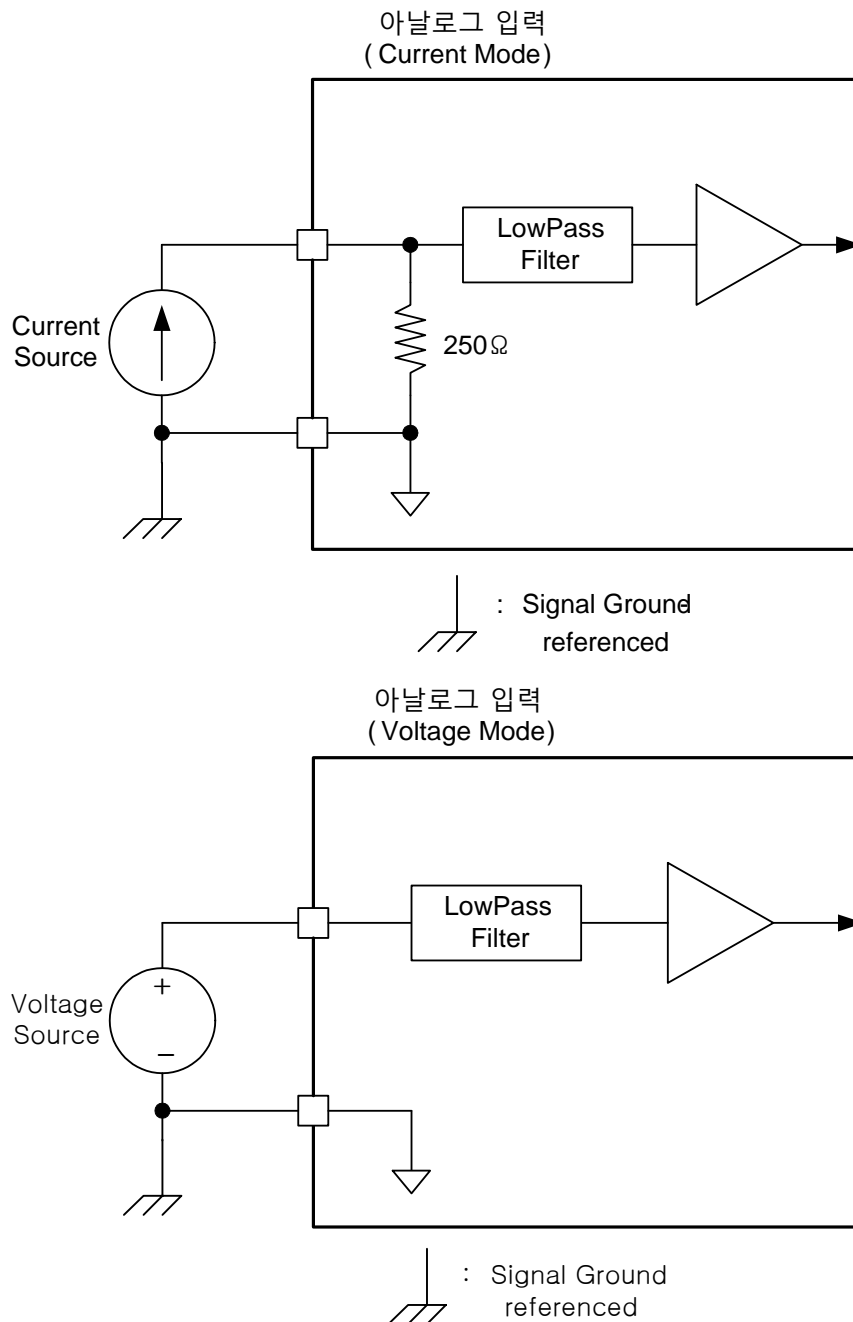 아날로그 입력
( Current Mode)
LowPass
Filter
Current
Source
250Ω
: Signal Ground
referenced
아날로그 입력
( Voltage Mode)
LowPass
Filter
Voltage
Source
+
−
: Signal Ground
referenced